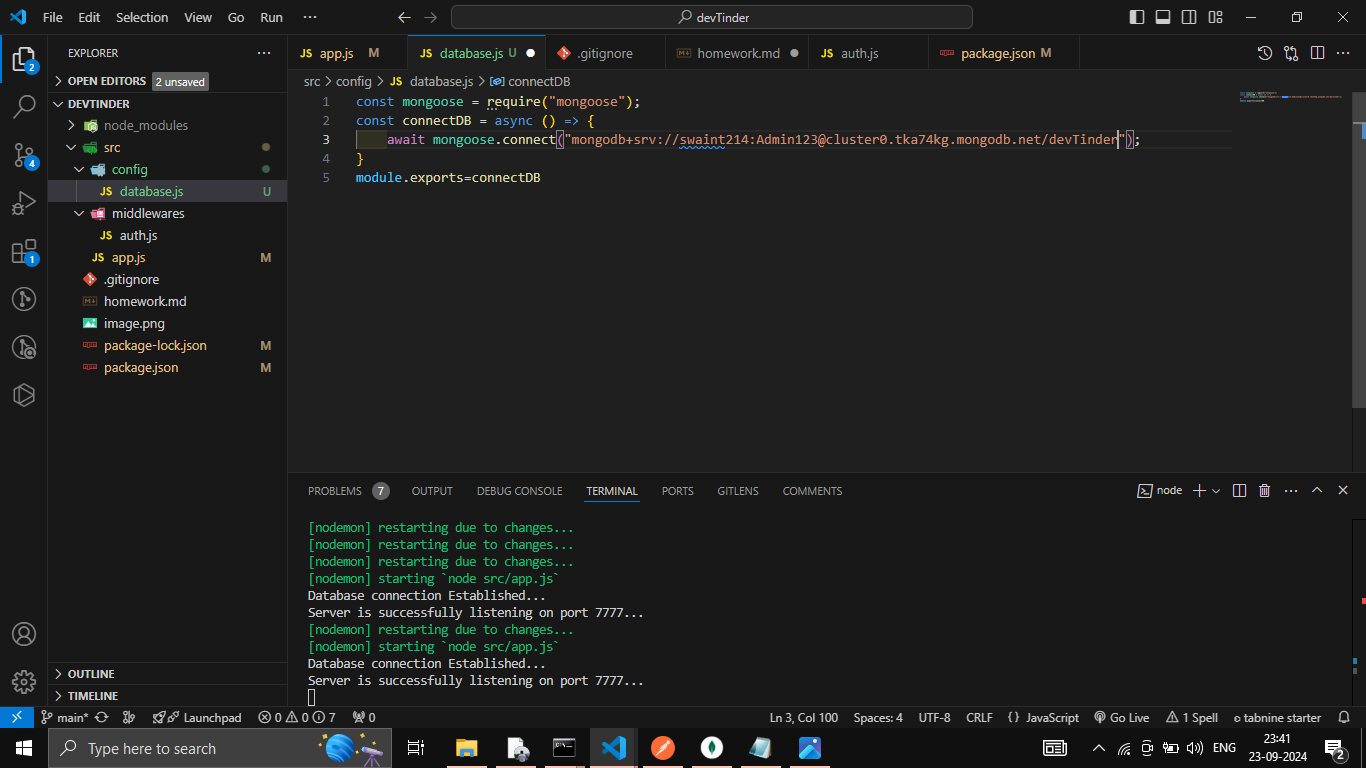 File Edit Selection View Go Run ··· devTinder
EXPLORER ···
OPEN EDITORS 2 unsaved
DEVTINDER
node_modules
src
config
JS database.js U
middlewares
JS auth.js
JS app.js M
.gitignore
homework.md
image.png
package-lock.json M
package.json M
OUTLINE
TIMELINE
2
4
1
JS app.js M JS database.js U .gitignore homework.md JS auth.js package.json M
src > config > JS database.js > connectDB
1 const mongoose = require("mongoose");
2 const connectDB = async () => {
3 await mongoose.connect("mongodb+srv://swaint214:Admin123@cluster0.tka74kg.mongodb.net/devTinder");
4 }
5 module.exports=connectDB
PROBLEMS 7 OUTPUT DEBUG CONSOLE TERMINAL PORTS GITLENS COMMENTS node
[nodemon] restarting due to changes...
[nodemon] restarting due to changes...
[nodemon] restarting due to changes...
[nodemon] starting `node src/app.js`
Database connection Established...
Server is successfully listening on port 7777...
[nodemon] restarting due to changes...
[nodemon] starting `node src/app.js`
Database connection Established...
Server is successfully listening on port 7777...
main* Launchpad 0 0 7 0 Ln 3, Col 100 Spaces: 4 UTF-8 CRLF {} JavaScript Go Live 1 Spell tabnine starter
Type here to search ENG 23:41
23-09-2024 2